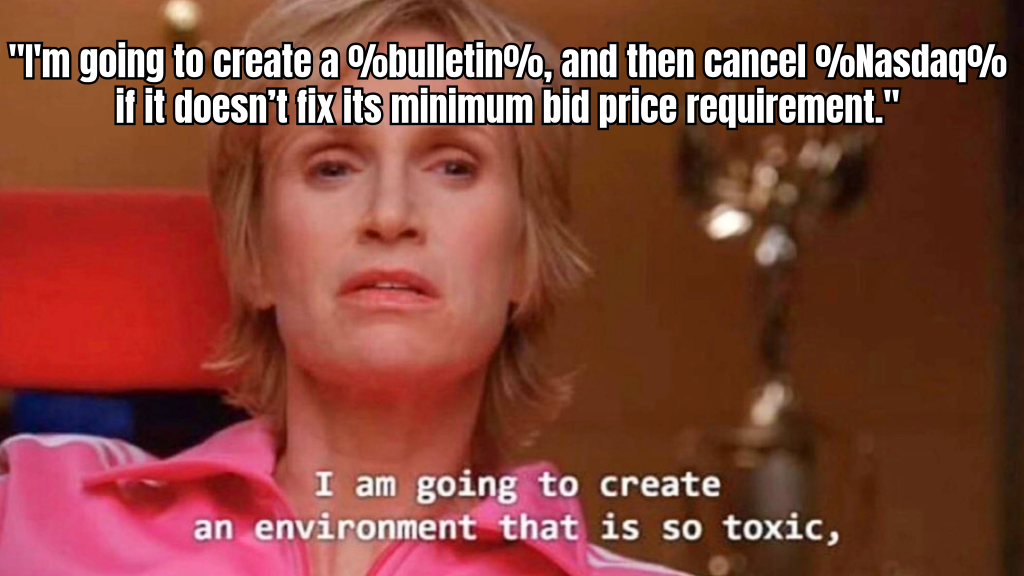 "I'm going to create a %bulletin%, and then cancel %Nasdaq%
if it doesn’t fix its minimum bid price requirement."
I am going to create
an environment that is so toxic,